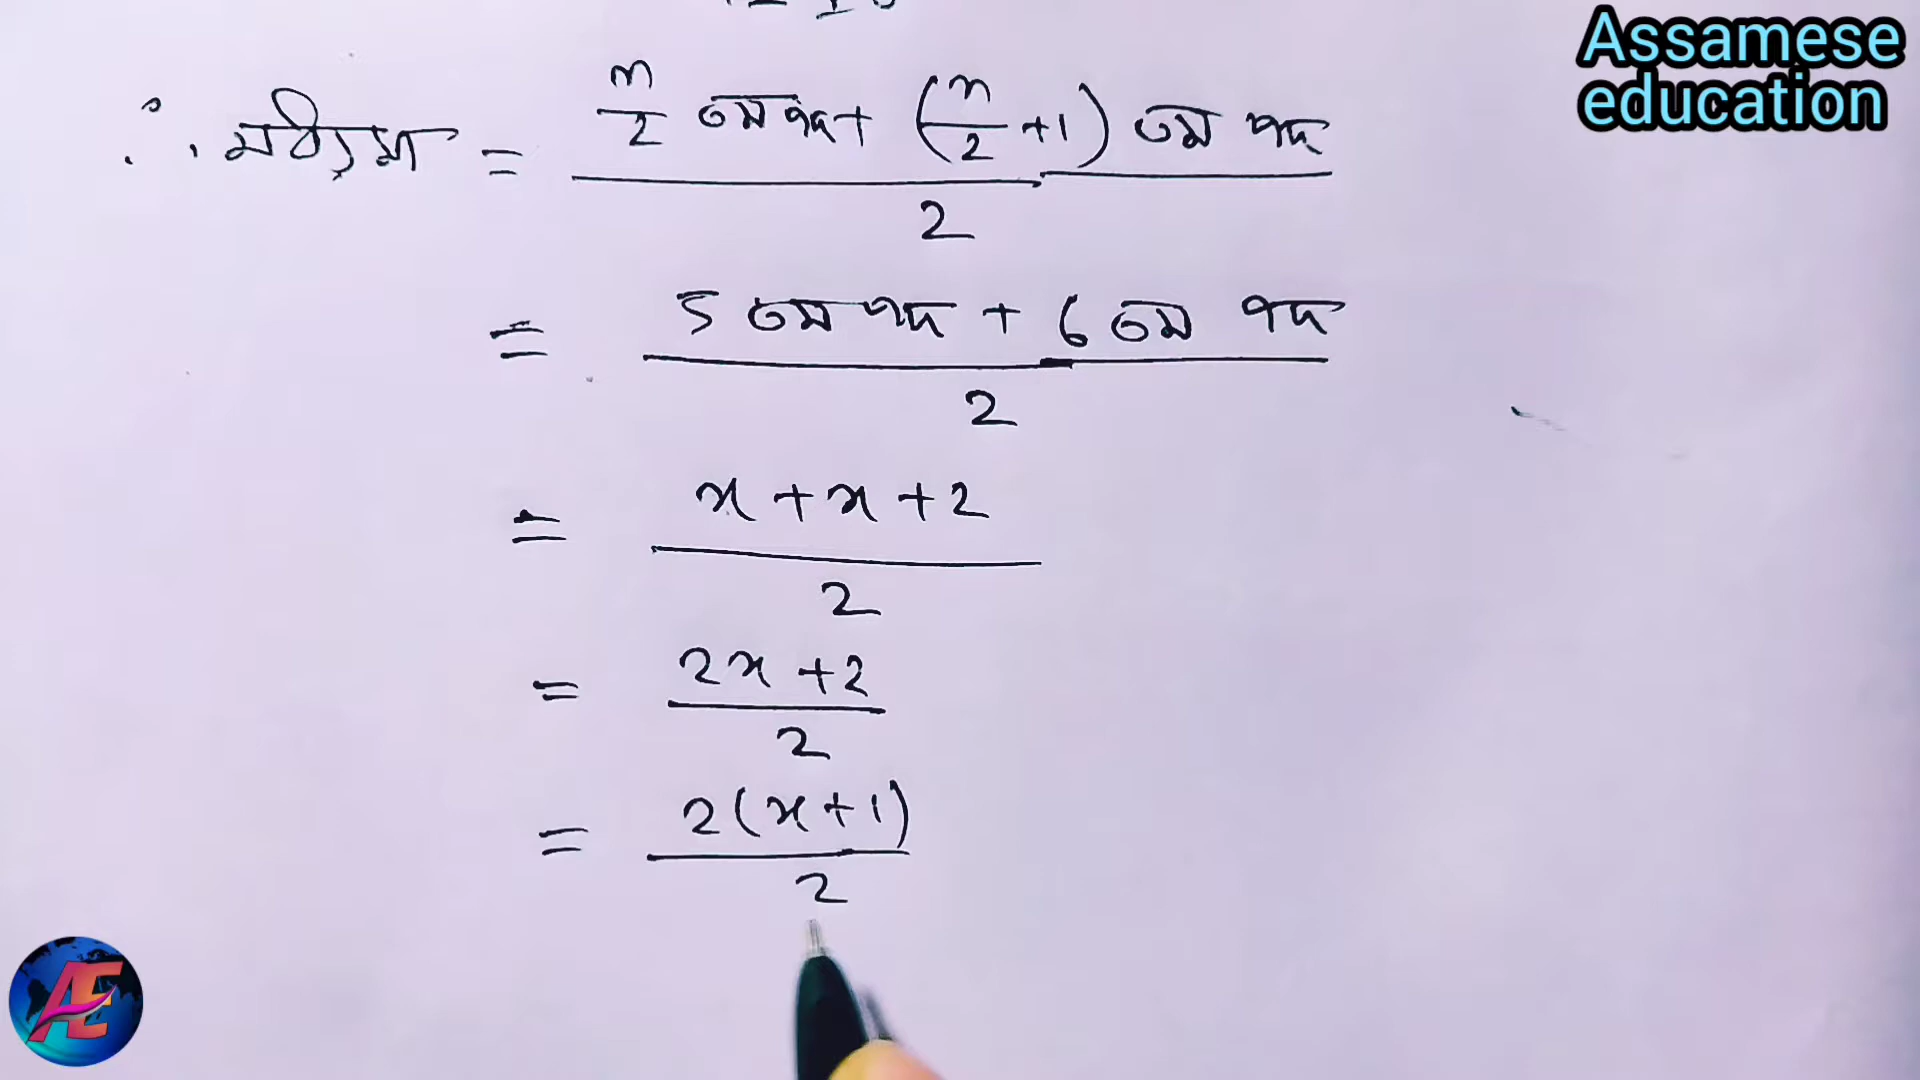 Assamese
education
∴ মধ্যমা = n/2 তম পদ + (n/2 + 1) তম পদ / 2
= 5 তম পদ + 6 তম পদ / 2
= x + x + 2 / 2
= 2x + 2 / 2
= 2(x + 1) / 2
AE